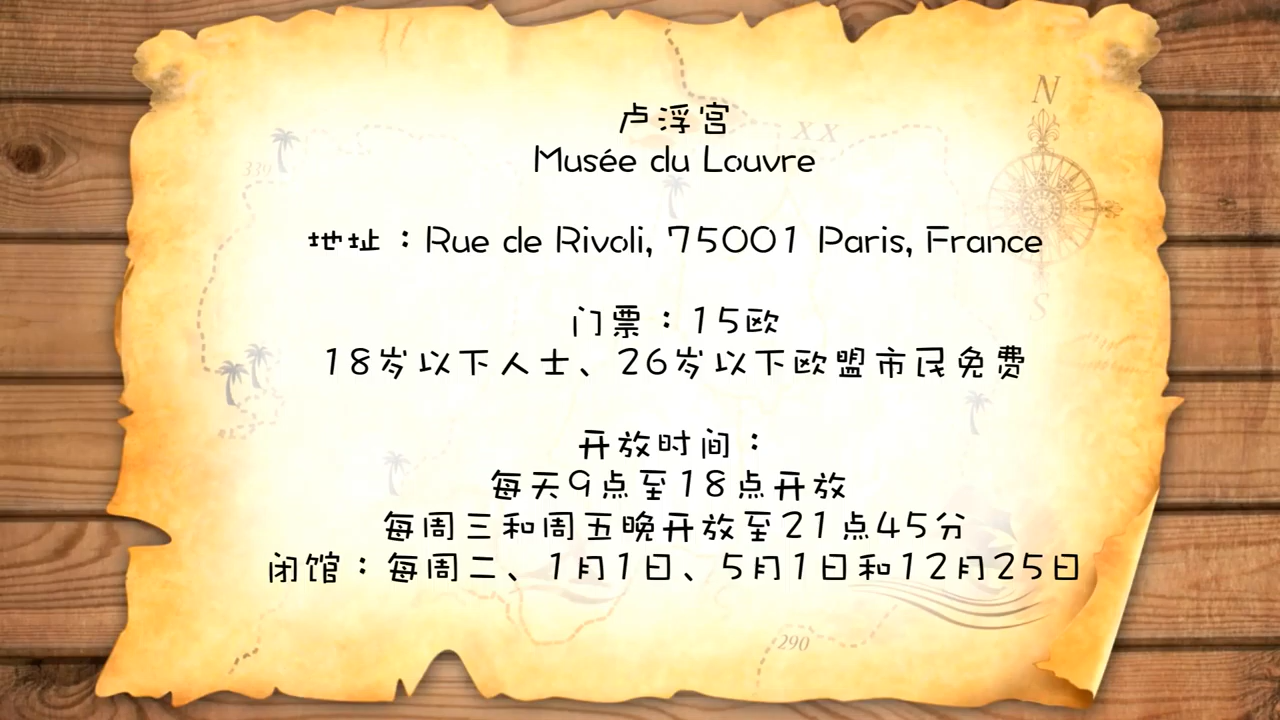 卢浮宫
Musée du Louvre
地址：Rue de Rivoli, 75001 Paris, France
门票：15欧
18岁以下人士、26岁以下欧盟市民免费
开放时间：
每天9点至18点开放
每周三和周五晚开放至21点45分
闭馆：每周二、1月1日、5月1日和12月25日
N
X X
339
S
290